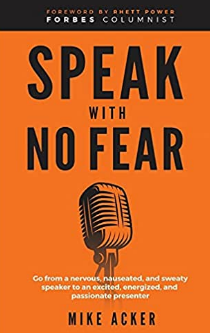 FOREWORD BY RHETT POWER
FORBES COLUMNIST
SPEAK
WITH
NO FEAR
Go from a nervous, nauseated, and sweaty
speaker to an excited, energized, and
passionate presenter
MIKE ACKER